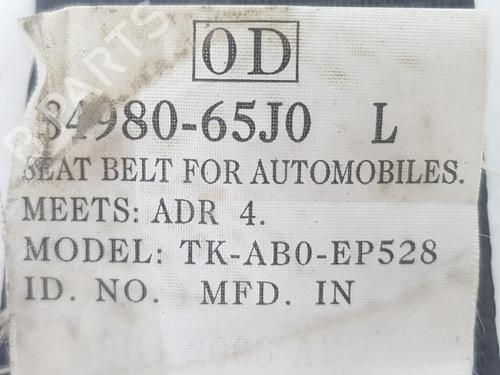 0D
84980-65J0 L
SEAT BELT FOR AUTOMOBILES.
MEETS: ADR 4.
MODEL: TK-AB0-EP528
ID. NO. MFD. IN